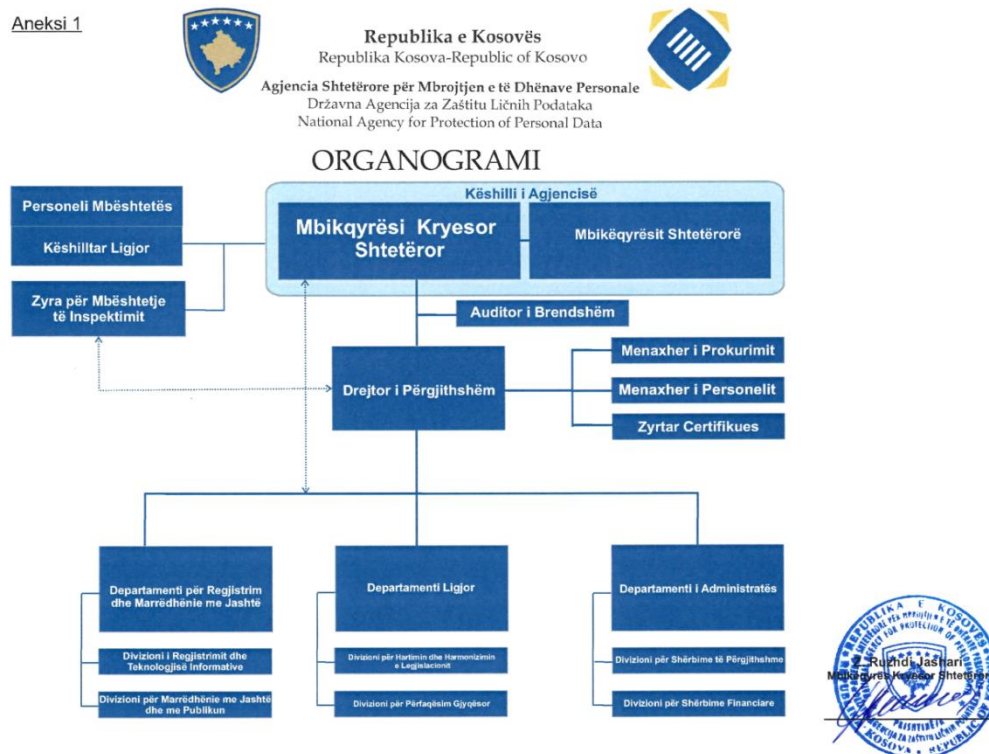 Aneksi 1
Republika e Kosovës
Republika Kosova-Republic of Kosovo
Agjencia Shtetërore për Mbrojtjen e të Dhënave Personale
Državna Agencija za Zaštitu Ličnih Podataka
National Agency for Protection of Personal Data
ORGANOGRAMI
Këshilli i Agjencisë
Personeli Mbështetës
Këshilltar Ligjor
Mbikqyrësi Kryesor
Shtetëror
Mbikëqyrësit Shtetërorë
Zyra për Mbështetje
të Inspektimit
Auditor i Brendshëm
Drejtor i Përgjithshëm
Menaxher i Prokurimit
Menaxher i Personelit
Zyrtar Certifikues
Departamenti për Regjistrim
dhe Marrëdhënie me Jashtë
Departamenti Ligjor
Departamenti i Administratës
Divizioni i Regjistrimit dhe
Teknologjisë Informative
Divizioni për Hartimin dhe Harmonizimin
e Legjislacionit
Divizioni për Shërbime të Përgjithshme
Divizioni për Marrëdhënie me Jashtë
dhe me Publikun
Divizioni për Përfaqësim Gjyqësor
Divizioni për Shërbime Financiare
Z. Ruzhdi Jashari
Mbikëqyrës Kryesor Shtetëror